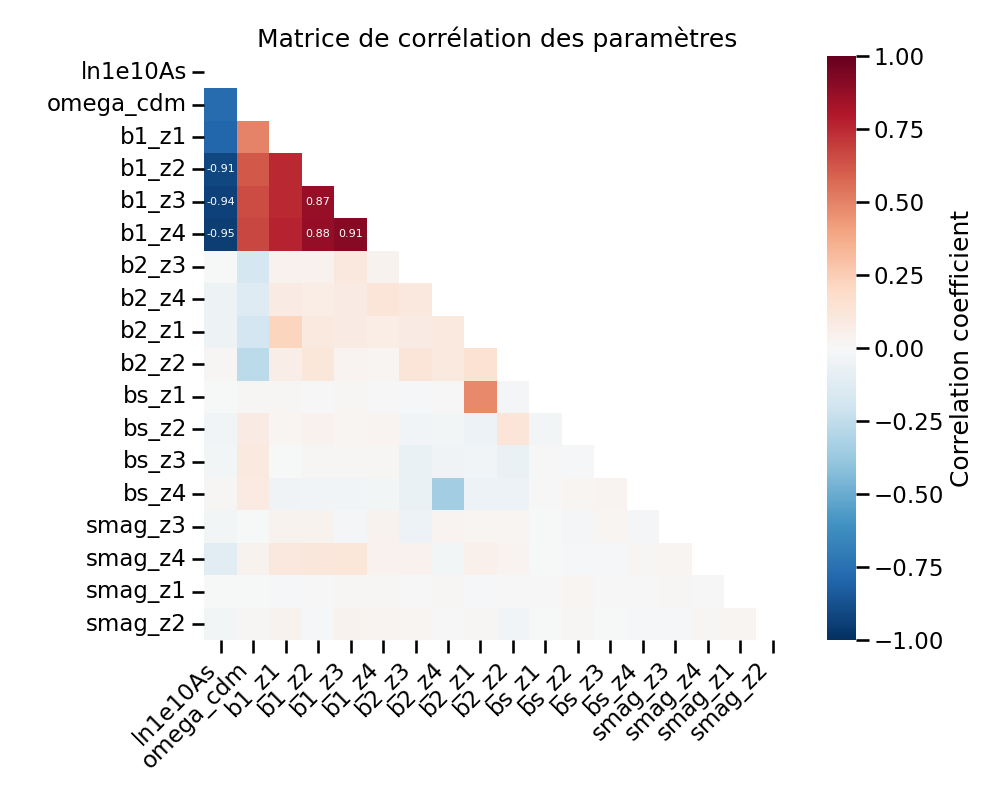 Matrice de corrélation des paramètres
ln1e10As
omega_cdm
b1_z1
b1_z2
b1_z3
b1_z4
b2_z3
b2_z4
b2_z1
b2_z2
bs_z1
bs_z2
bs_z3
bs_z4
smag_z3
smag_z4
smag_z1
smag_z2
-0.91
-0.94 0.87
-0.95 0.88 0.91
ln1e10As
omega_cdm
b1_z1
b1_z2
b1_z3
b1_z4
b2_z3
b2_z4
b2_z1
b2_z2
bs_z1
bs_z2
bs_z3
bs_z4
smag_z3
smag_z4
smag_z1
smag_z2
1.00
0.75
0.50
0.25
0.00
−0.25
−0.50
−0.75
−1.00
Correlation coefficient